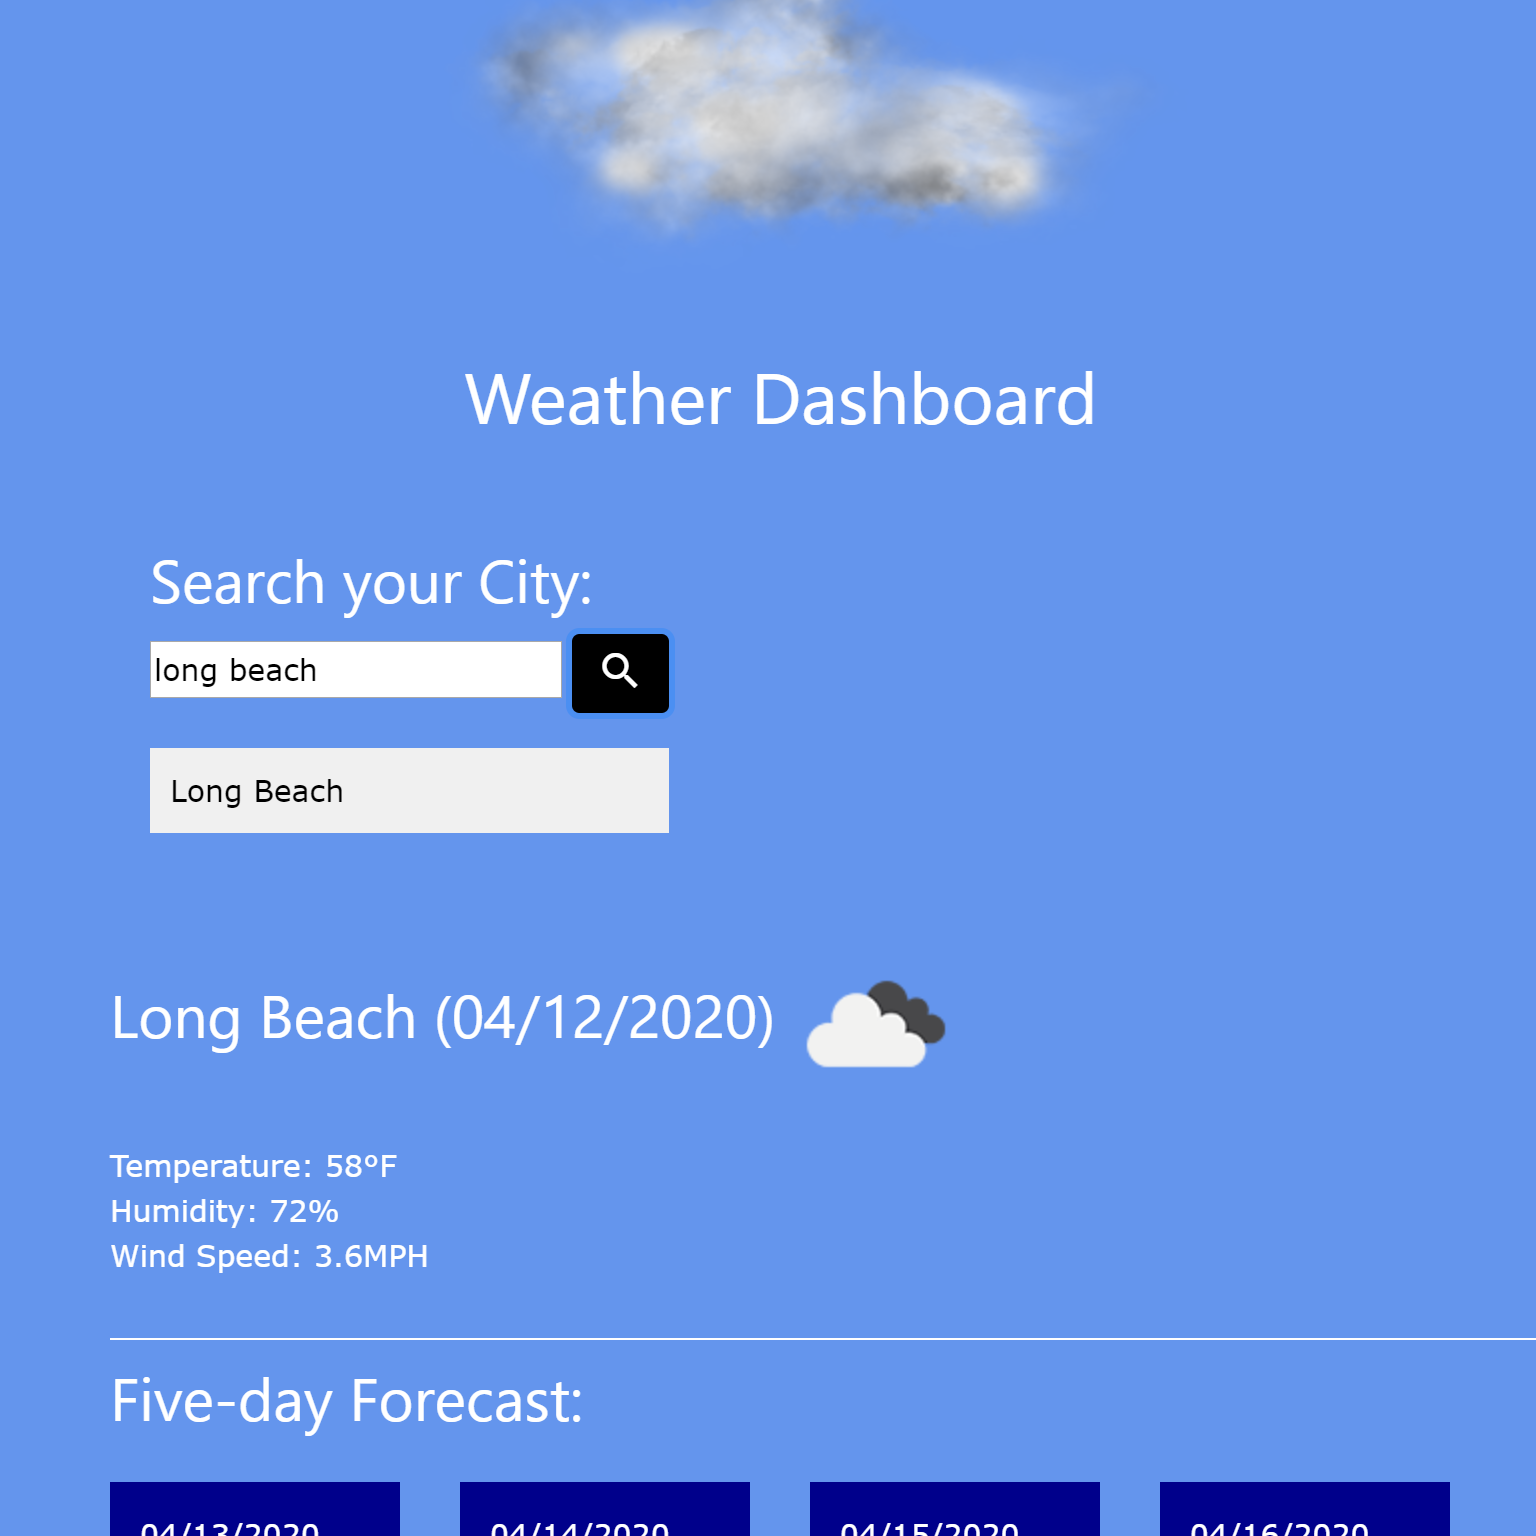 Weather Dashboard
Search your City:
long beach
Long Beach
Long Beach (04/12/2020)
Temperature: 58°F
Humidity: 72%
Wind Speed: 3.6MPH
Five-day Forecast:
04/13/2020 04/14/2020 04/15/2020 04/16/2020